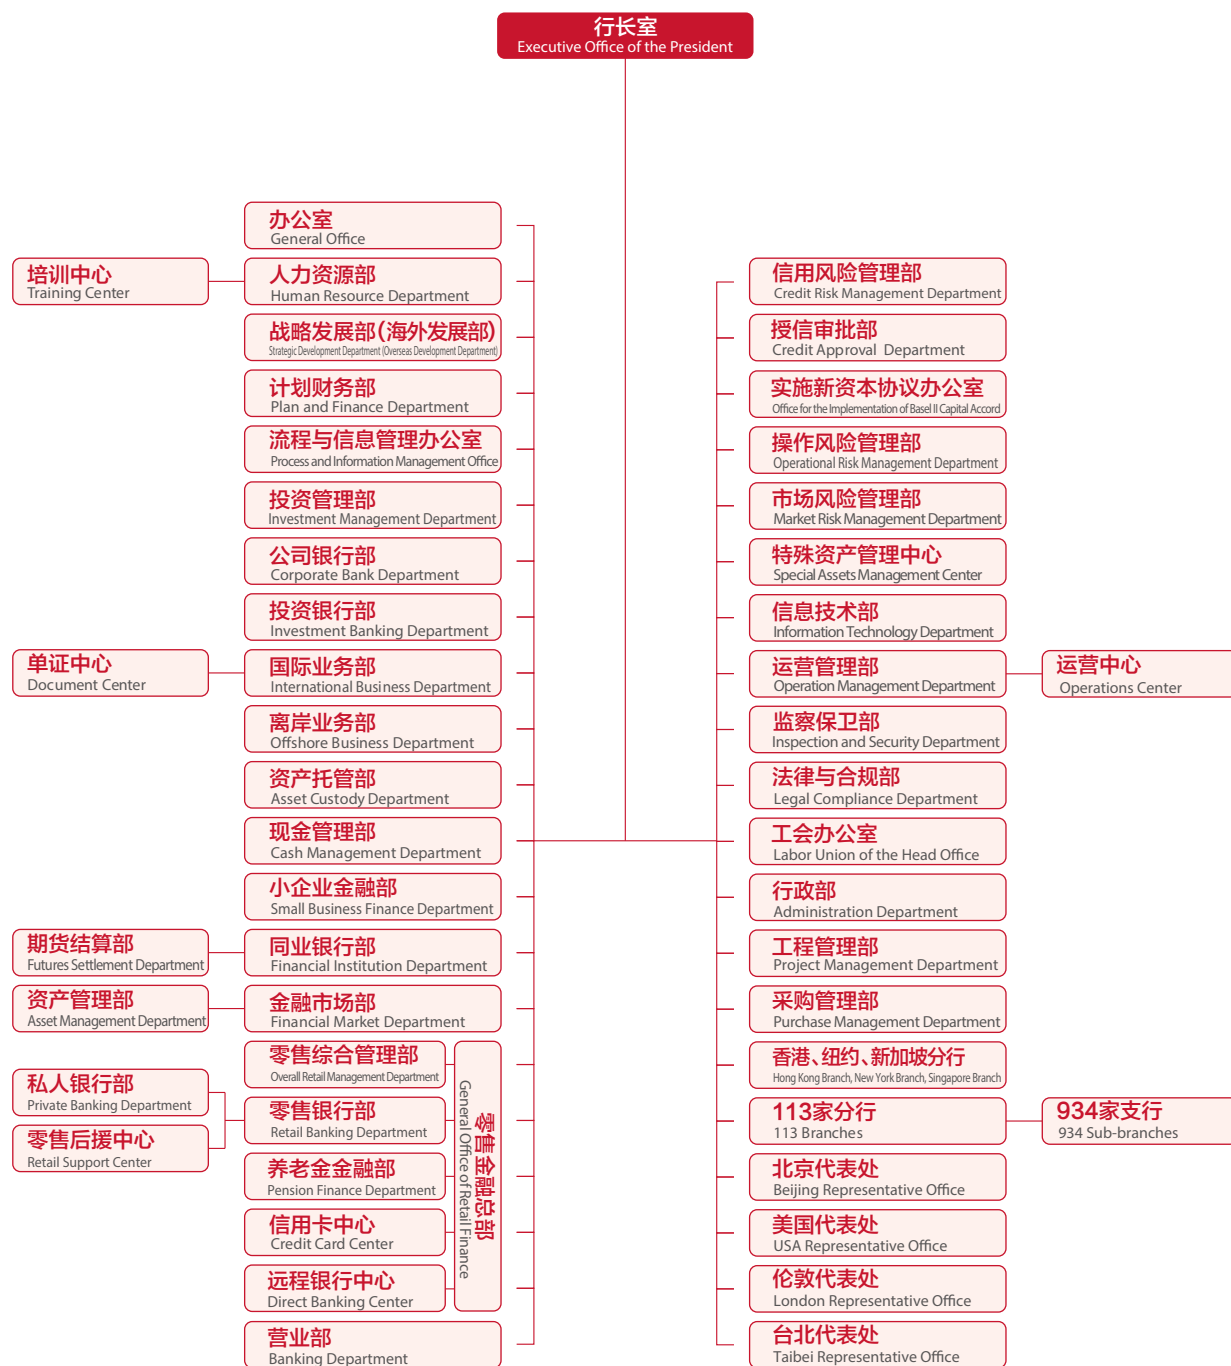 行长室
Executive Office of the President
办公室
General Office
培训中心
Training Center
人力资源部
Human Resource Department
战略发展部(海外发展部)
Strategic Development Department (Overseas Development Department)
计划财务部
Plan and Finance Department
流程与信息管理办公室
Process and Information Management Office
投资管理部
Investment Management Department
公司银行部
Corporate Bank Department
投资银行部
Investment Banking Department
单证中心
Document Center
国际业务部
International Business Department
离岸业务部
Offshore Business Department
资产托管部
Asset Custody Department
现金管理部
Cash Management Department
小企业金融部
Small Business Finance Department
期货结算部
Futures Settlement Department
同业银行部
Financial Institution Department
资产管理部
Asset Management Department
金融市场部
Financial Market Department
零售综合管理部
Overall Retail Management Department
私人银行部
Private Banking Department
零售后援中心
Retail Support Center
零售银行部
Retail Banking Department
养老金金融部
Pension Finance Department
信用卡中心
Credit Card Center
远程银行中心
Direct Banking Center
零售金融总部
General Office of Retail Finance
营业部
Banking Department
信用风险管理部
Credit Risk Management Department
授信审批部
Credit Approval Department
实施新资本协议办公室
Office for the Implementation of Basel II Capital Accord
操作风险管理部
Operational Risk Management Department
市场风险管理部
Market Risk Management Department
特殊资产管理中心
Special Assets Management Center
信息技术部
Information Technology Department
运营管理部
Operation Management Department
运营中心
Operations Center
监察保卫部
Inspection and Security Department
法律与合规部
Legal Compliance Department
工会办公室
Labor Union of the Head Office
行政部
Administration Department
工程管理部
Project Management Department
采购管理部
Purchase Management Department
香港、纽约、新加坡分行
Hong Kong Branch, New York Branch, Singapore Branch
113家分行
113 Branches
934家支行
934 Sub-branches
北京代表处
Beijing Representative Office
美国代表处
USA Representative Office
伦敦代表处
London Representative Office
台北代表处
Taibei Representative Office